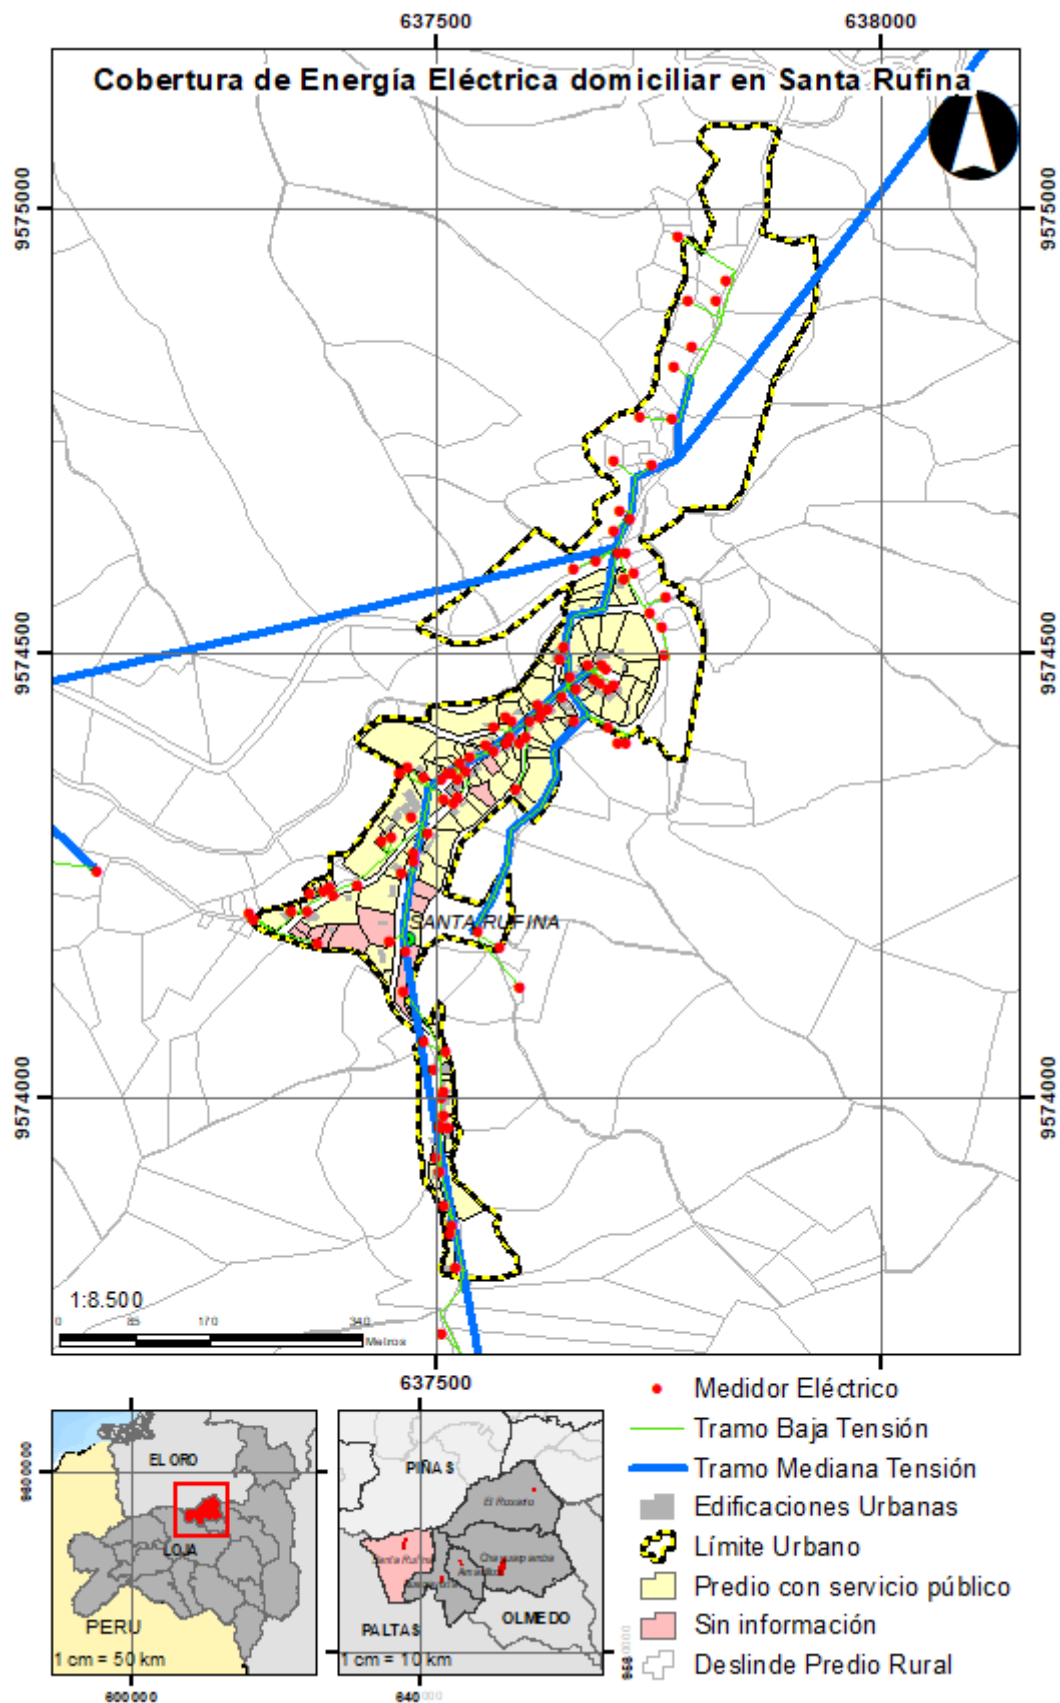 637500 638000
Cobertura de Energía Eléctrica domiciliar en Santa Rufina
9575000 9575000
9574500 9574500
SANTA RUFINA
9574000 9574000
1:8.500
0 85 170 340
Metros
637500
Medidor Eléctrico
Tramo Baja Tensión
Tramo Mediana Tensión
Edificaciones Urbanas
Límite Urbano
Predio con servicio público
Sin información
Deslinde Predio Rural
EL ORO
LOJA
PERU
1 cm = 50 km
600000
PIÑAS
El Rosario
Santa Rufina
Chaguarpamba
PALTAS
OLMEDO
1 cm = 10 km
640000